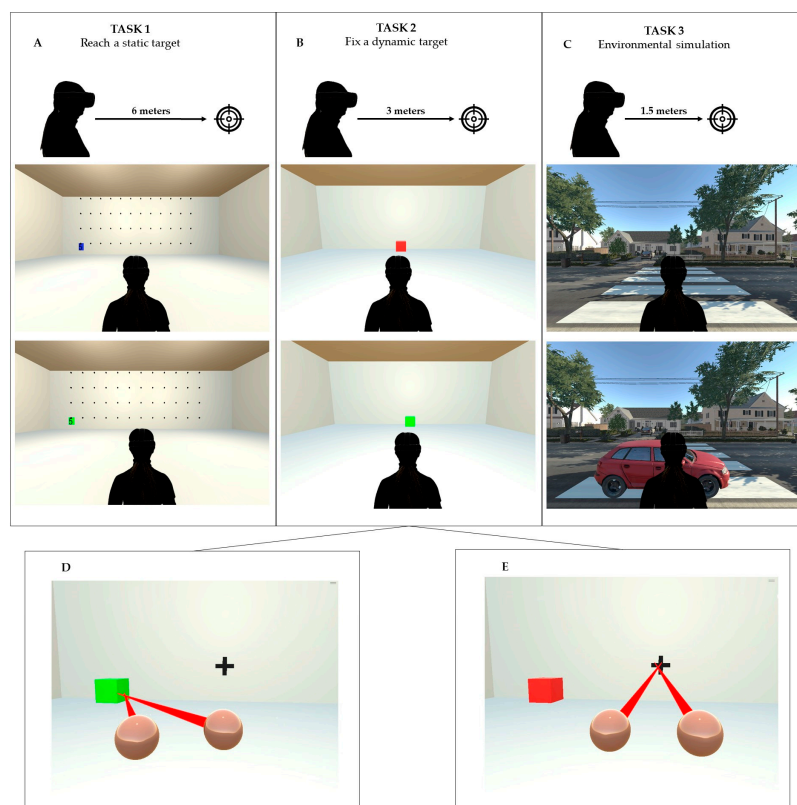 TASK 1
A
Reach a static target
6 meters
5
TASK 2
B
Fix a dynamic target
3 meters
TASK 3
C
Environmental simulation
1.5 meters
D
E